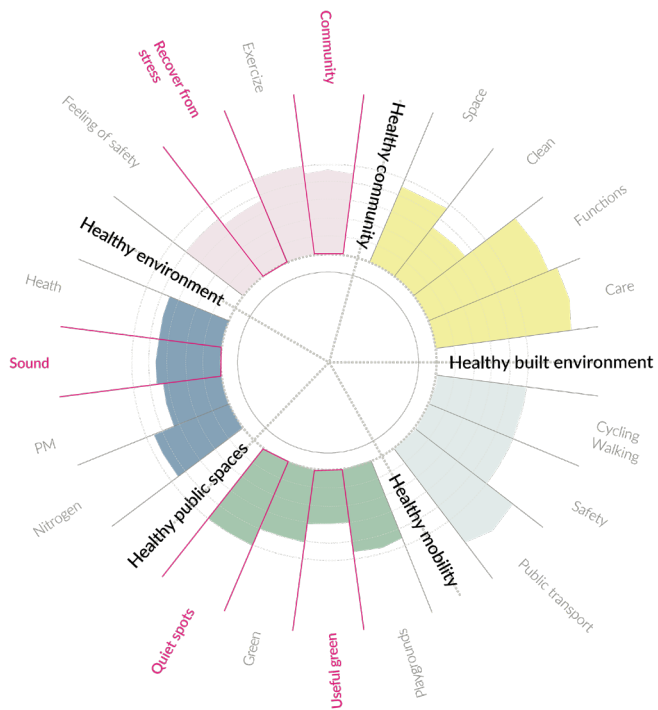 Community
Healthy community
Space
Clean
Functions
Care
Healthy built environment
Cycling
Walking
Safety
Public transport
Healthy mobility
Playgrounds
Useful green
Green
Quiet spots
Healthy public spaces
Nitrogen
PM
Sound
Heath
Healthy environment
Feeling of safety
Recover from
stress
Exercize